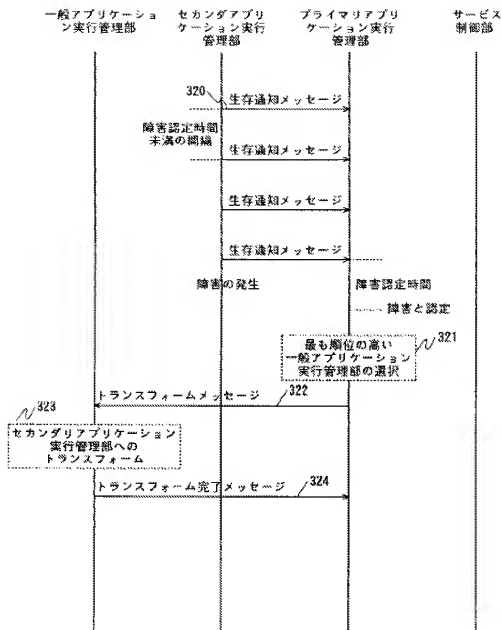 一般アプリケーショ
ン実行管理部
セカンダアプリ
ケーション実行
管理部
プライマリアプリ
ケーション実行
管理部
サービス
制御部
320
生存通知メッセージ
障害認定時間
未満の間隔
生存通知メッセージ
生存通知メッセージ
生存通知メッセージ
障害の発生
障害認定時間
障害と認定
最も順位の高い
一般アプリケーション
実行管理部の選択
321
トランスフォームメッセージ
322
323
セカンダリアプリケーション
実行管理部への
トランスフォーム
トランスフォーム完了メッセージ
324